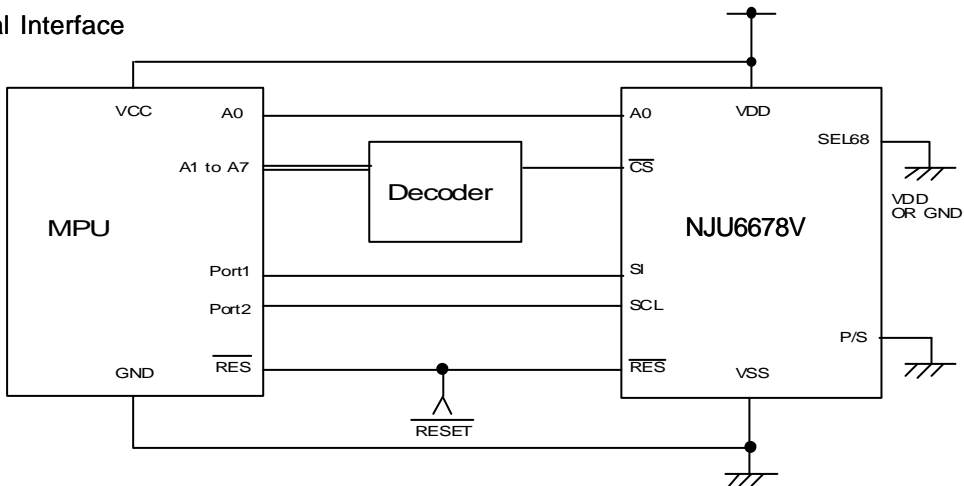 al Interface
VCC
A0
A1 to A7
MPU
Port1
Port2
RES
GND
Decoder
RESET
A0
VDD
SEL68
CS
VDD
OR GND
NJU6678V
SI
SCL
P/S
RES
VSS